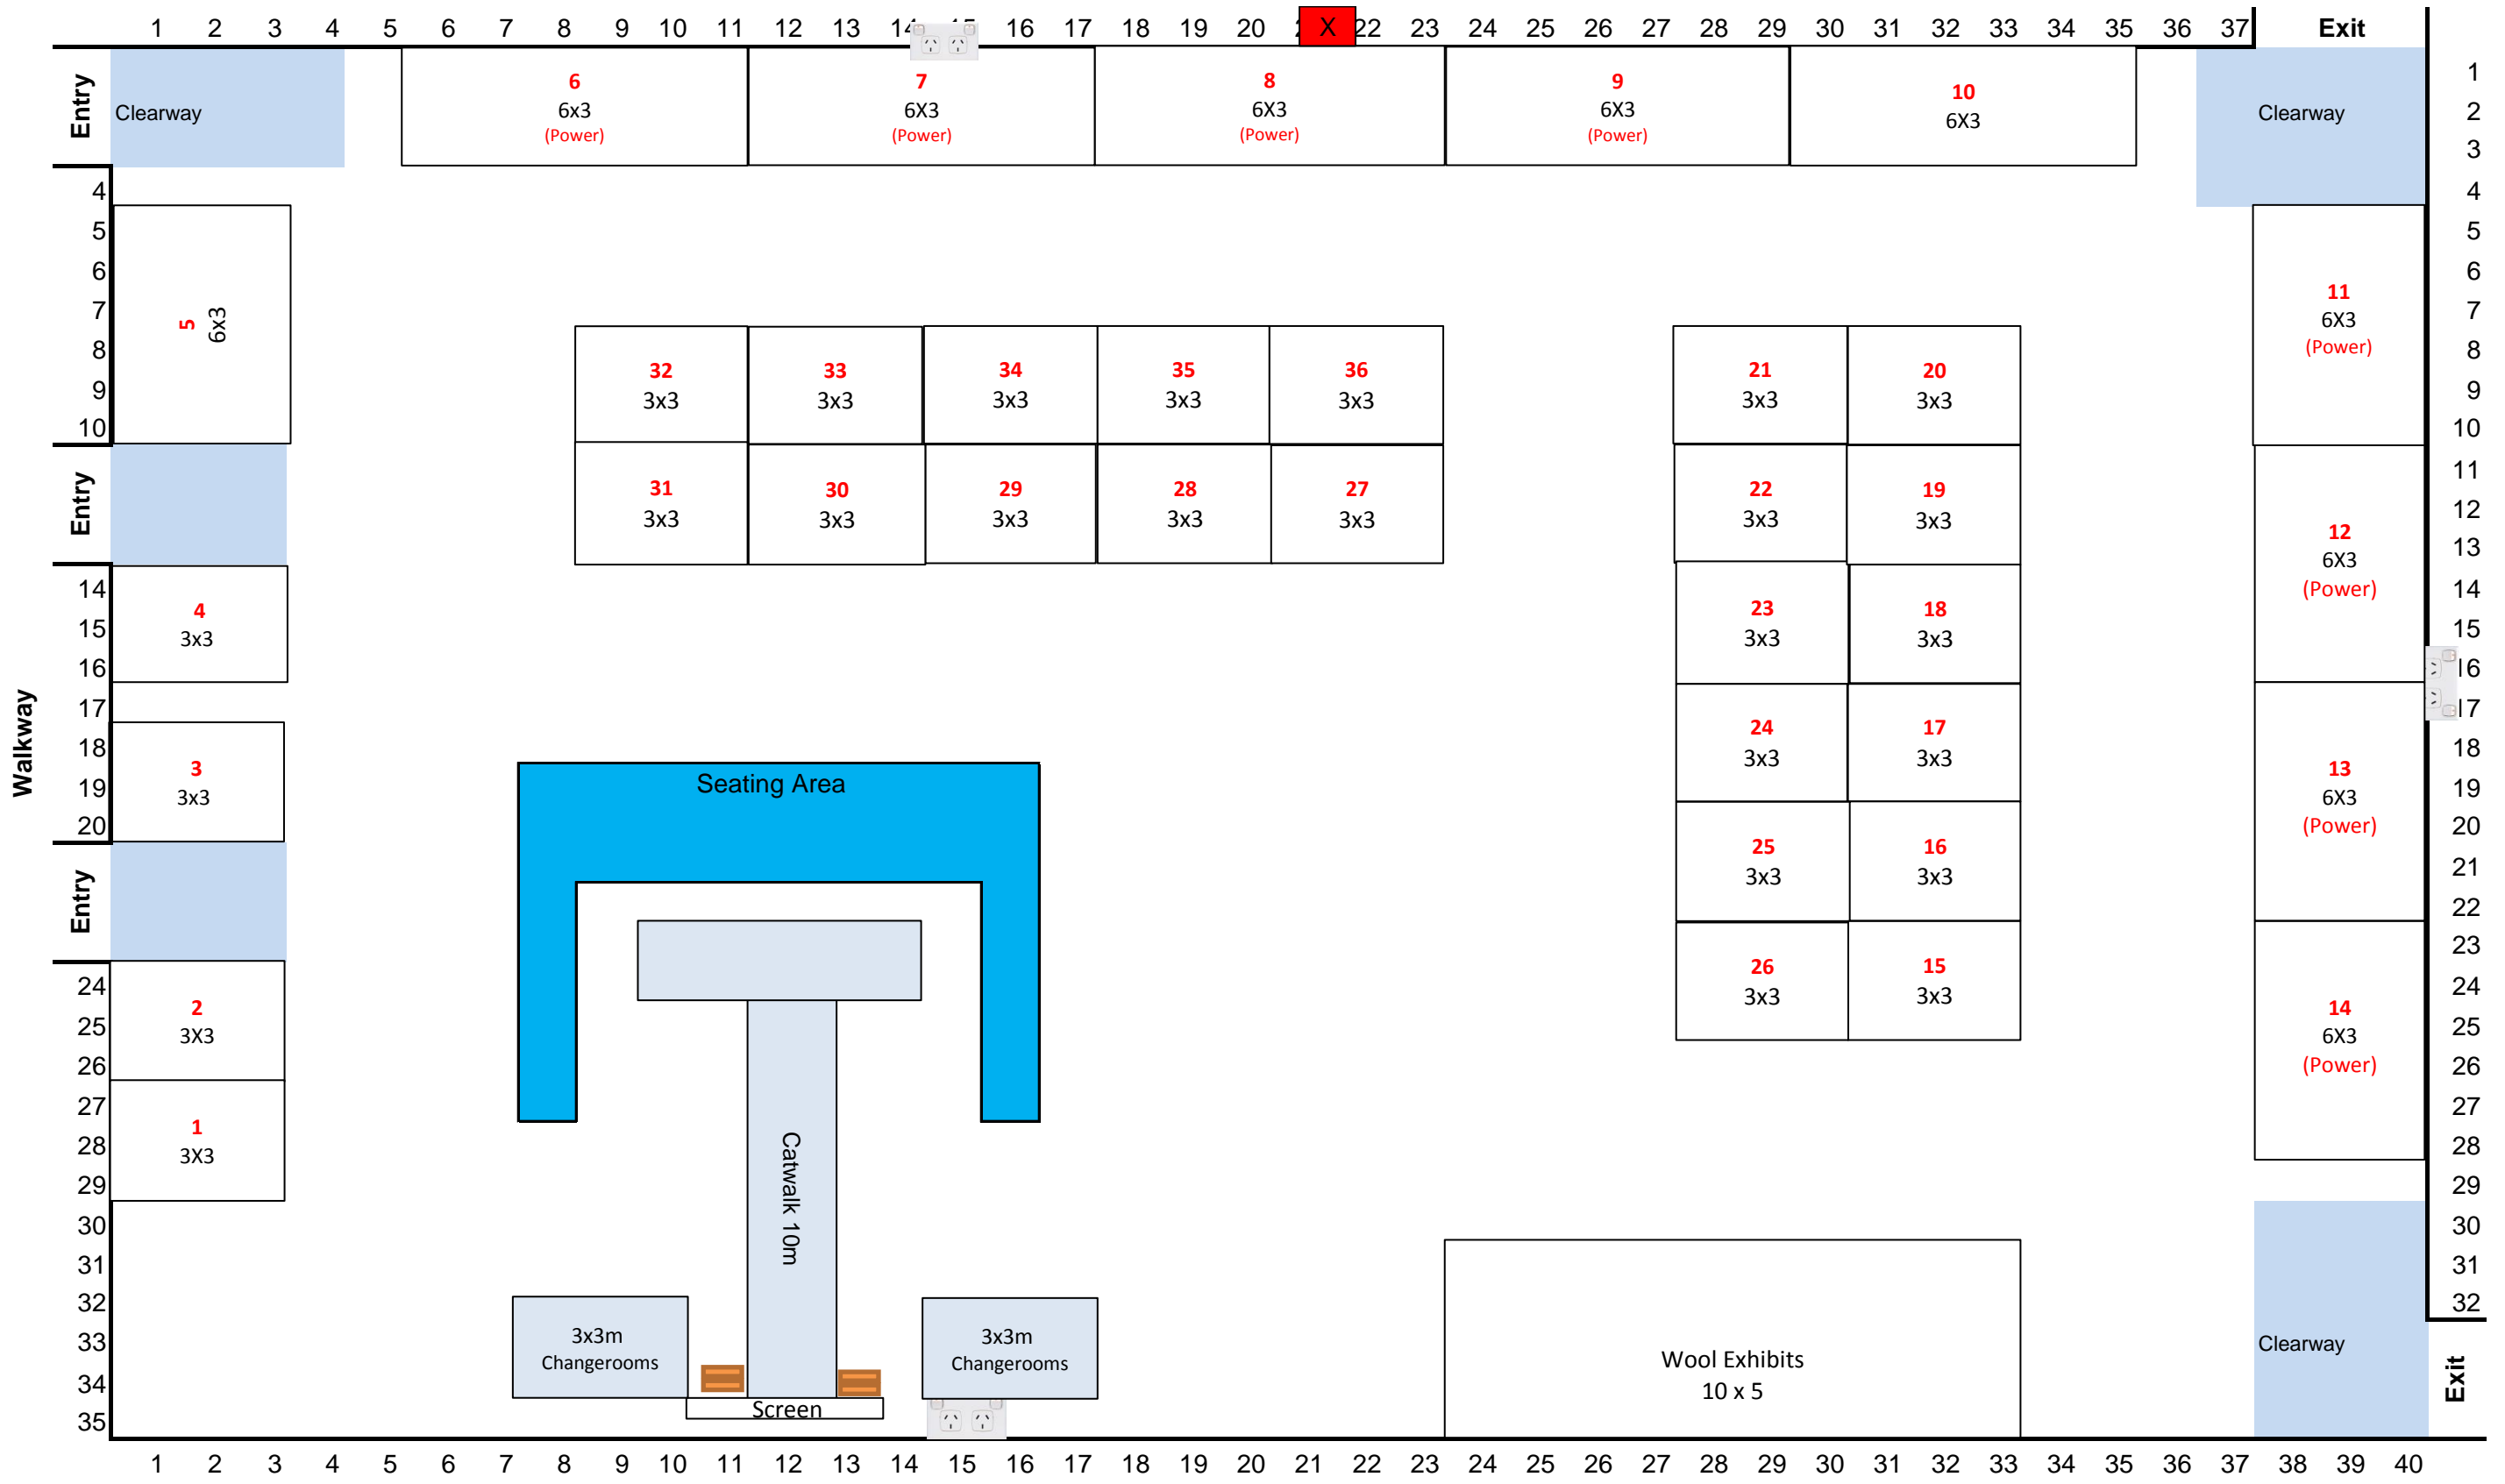 1 2 3 4 5 6 7 8 9 10 11 12 13 14 15 16 17 18 19 20 X 22 23 24 25 26 27 28 29 30 31 32 33 34 35 36 37 Exit
Entry
Clearway
6
6x3
(Power)
7
6X3
(Power)
8
6X3
(Power)
9
6X3
(Power)
10
6X3
Clearway
1
2
3
4
5
6
7
8
9
10
11
12
13
14
15
16
17
18
19
20
21
22
23
24
25
26
27
28
29
30
31
32
Exit
4
5
6
7
8
9
10
Entry
14
15
16
17
18
19
20
Walkway
Entry
24
25
26
27
28
29
30
31
32
33
34
35
5
6x3
4
3x3
3
3x3
2
3X3
1
3X3
32
3x3
33
3x3
34
3x3
35
3x3
36
3x3
31
3x3
30
3x3
29
3x3
28
3x3
27
3x3
21
3x3
20
3x3
22
3x3
19
3x3
23
3x3
18
3x3
24
3x3
17
3x3
25
3x3
16
3x3
26
3x3
15
3x3
11
6X3
(Power)
12
6X3
(Power)
13
6X3
(Power)
14
6X3
(Power)
Seating Area
Catwalk 10m
3x3m
Changerooms
3x3m
Changerooms
Screen
Wool Exhibits
10 x 5
Clearway
1 2 3 4 5 6 7 8 9 10 11 12 13 14 15 16 17 18 19 20 21 22 23 24 25 26 27 28 29 30 31 32 33 34 35 36 37 38 39 40